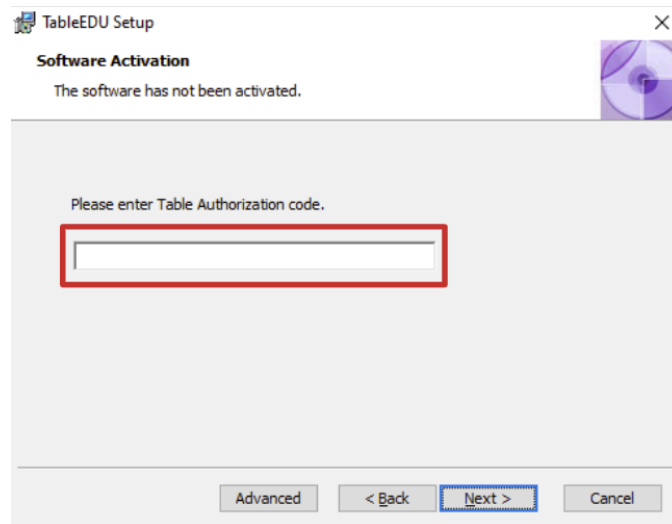 TableEDU Setup
Software Activation
The software has not been activated.
Please enter Table Authorization code.
Advanced
< Back
Next >
Cancel